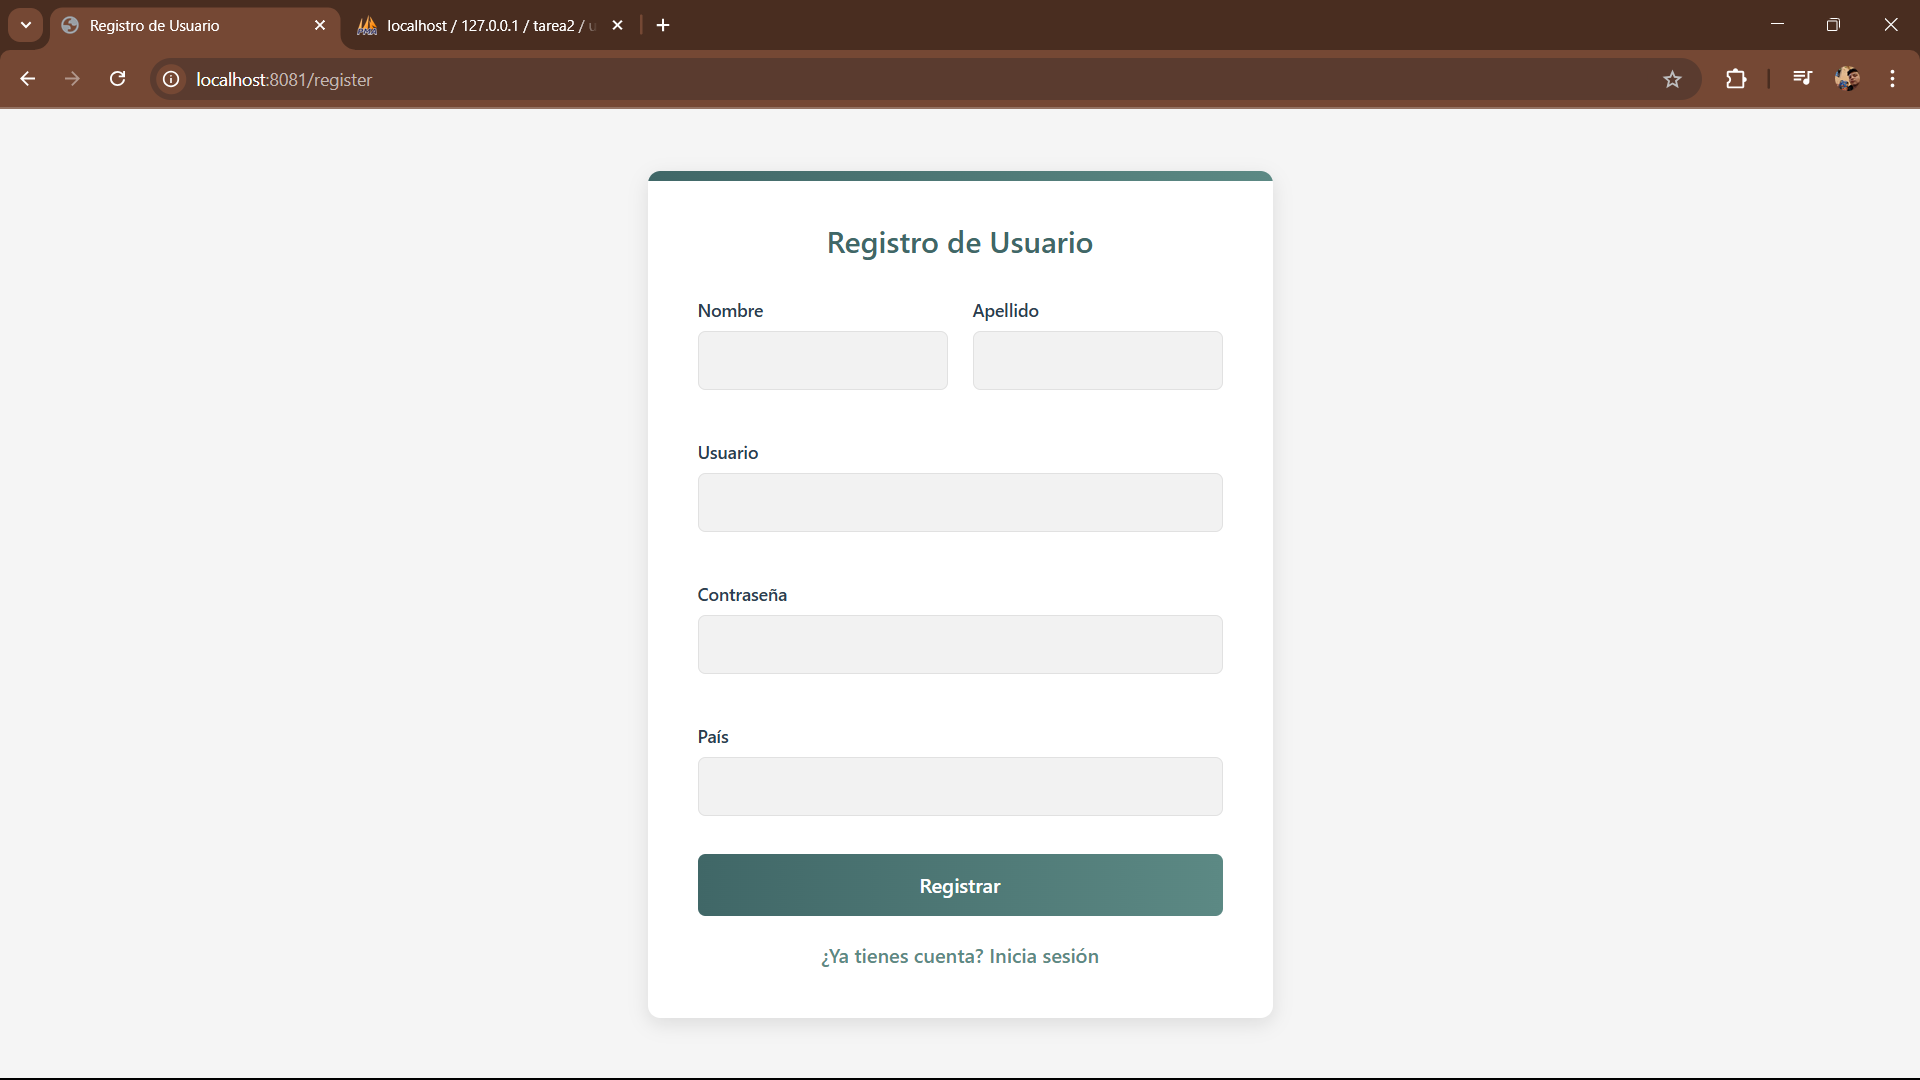 Registro de Usuario
localhost / 127.0.0.1 / tarea2 / u
localhost:8081/register
Registro de Usuario
Nombre
Apellido
Usuario
Contraseña
País
Registrar
¿Ya tienes cuenta? Inicia sesión